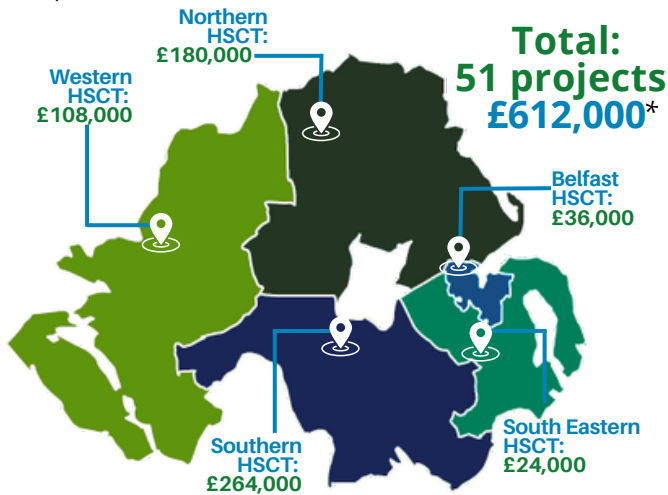 Northern
HSCT:
£180,000
Total:
51 projects
£612,000*
Western
HSCT:
£108,000
Belfast
HSCT:
£36,000
Southern
HSCT:
£264,000
South Eastern
HSCT:
£24,000